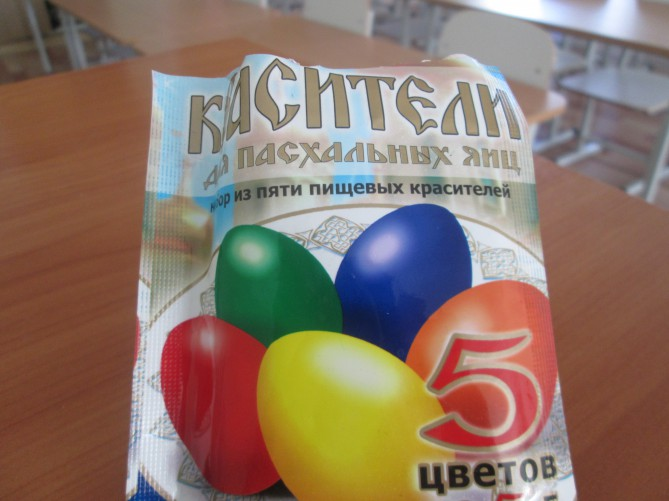 КРАСИТЕЛИ
для пасхальных яиц
набор из пяти пищевых красителей
5
цветов